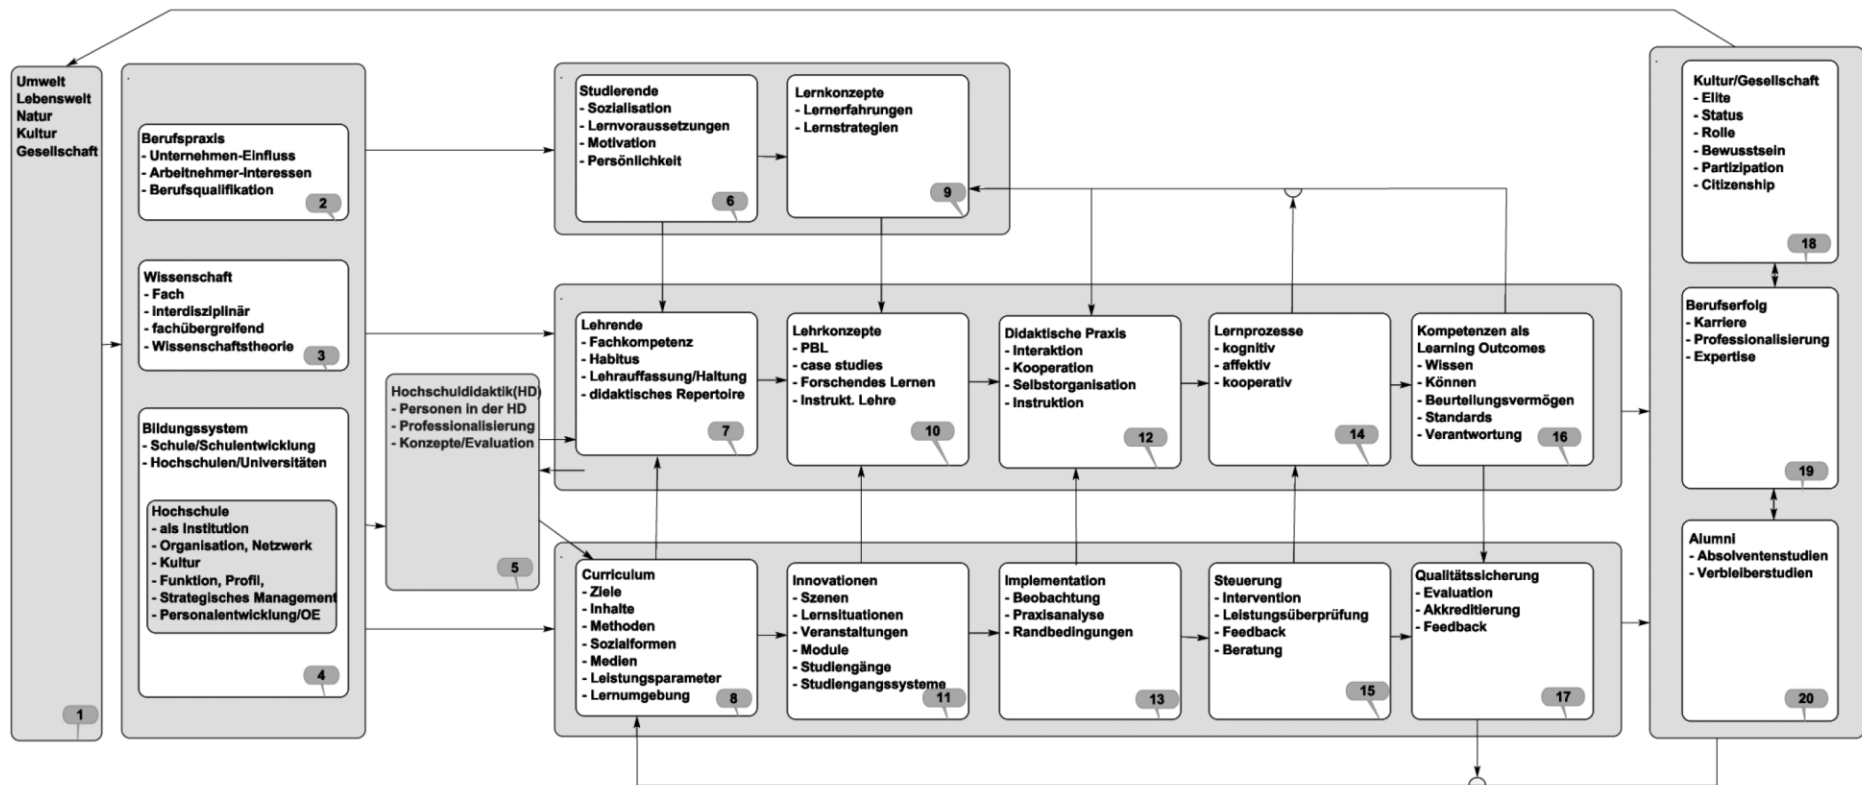 Umwelt
Lebenswelt
Natur
Kultur
Gesellschaft
1
Berufspraxis
- Unternehmen-Einfluss
- Arbeitnehmer-Interessen
- Berufsqualifikation
2
Wissenschaft
- Fach
- interdisziplinär
- fachübergreifend
- Wissenschaftstheorie
3
Bildungssystem
- Schule/Schulentwicklung
- Hochschulen/Universitäten
Hochschule
- als Institution
- Organisation, Netzwerk
- Kultur
- Funktion, Profil,
- Strategisches Management
- Personalentwicklung/OE
4
Hochschuldidaktik(HD)
- Personen in der HD
- Professionalisierung
- Konzepte/Evaluation
5
Studierende
- Sozialisation
- Lernvoraussetzungen
- Motivation
- Persönlichkeit
6
Lernkonzepte
- Lernerfahrungen
- Lernstrategien
9
Lehrende
- Fachkompetenz
- Habitus
- Lehrauffassung/Haltung
- didaktisches Repertoire
7
Lehrkonzepte
- PBL
- case studies
- Forschendes Lernen
- Instrukt. Lehre
10
Didaktische Praxis
- Interaktion
- Kooperation
- Selbstorganisation
- Instruktion
12
Lernprozesse
- kognitiv
- affektiv
- kooperativ
14
Kompetenzen als
Learning Outcomes
- Wissen
- Können
- Beurteilungsvermögen
- Standards
- Verantwortung
16
Curriculum
- Ziele
- Inhalte
- Methoden
- Sozialformen
- Medien
- Leistungsparameter
- Lernumgebung
8
Innovationen
- Szenen
- Lernsituationen
- Veranstaltungen
- Module
- Studiengänge
- Studiengangssysteme
11
Implementation
- Beobachtung
- Praxisanalyse
- Randbedingungen
13
Steuerung
- Intervention
- Leistungsüberprüfung
- Feedback
- Beratung
15
Qualitätssicherung
- Evaluation
- Akkreditierung
- Feedback
17
Kultur/Gesellschaft
- Elite
- Status
- Rolle
- Bewusstsein
- Partizipation
- Citizenship
18
Berufserfolg
- Karriere
- Professionalisierung
- Expertise
19
Alumni
- Absolventenstudien
- Verbleiberstudien
20